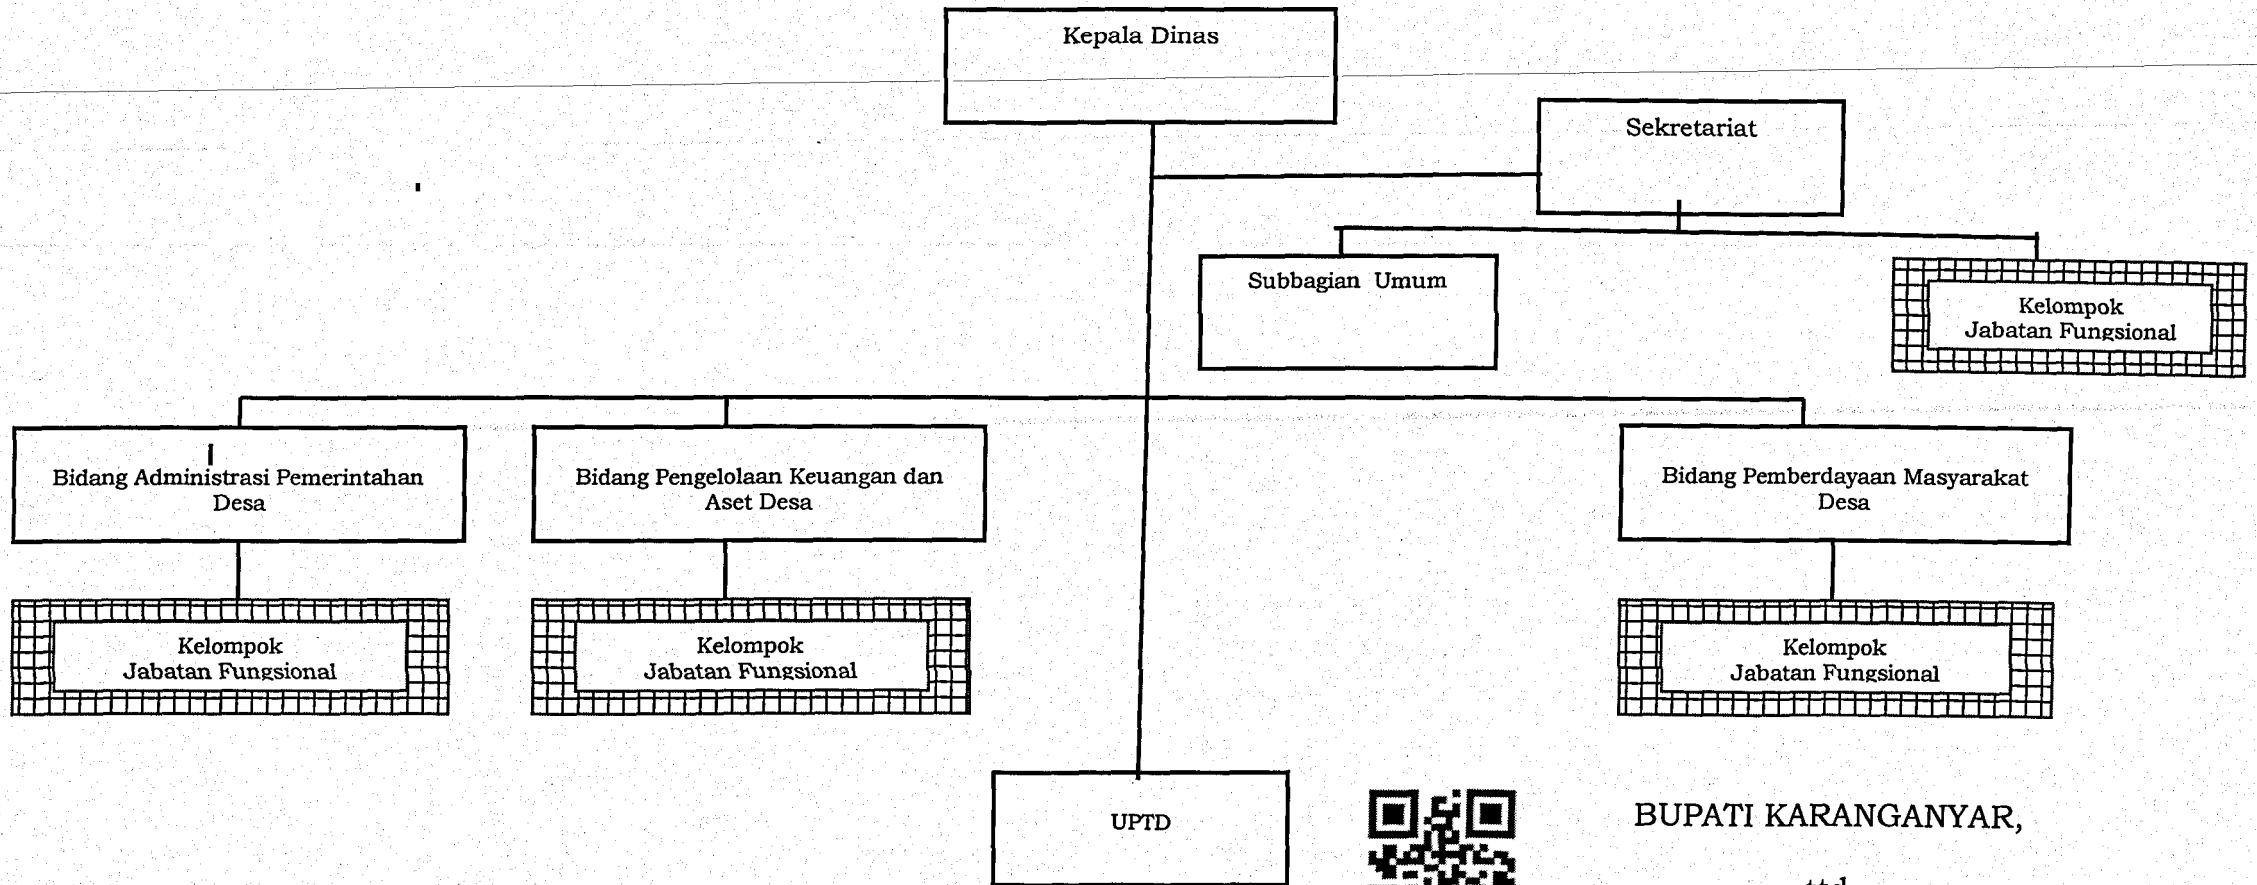 Kepala Dinas
Sekretariat
Subbagian Umum
Kelompok
Jabatan Fungsional
Bidang Administrasi Pemerintahan
Desa
Bidang Pengelolaan Keuangan dan
Aset Desa
Bidang Pemberdayaan Masyarakat
Desa
Kelompok
Jabatan Fungsional
Kelompok
Jabatan Fungsional
Kelompok
Jabatan Fungsional
UPTD
BUPATI KARANGANYAR,
ttd